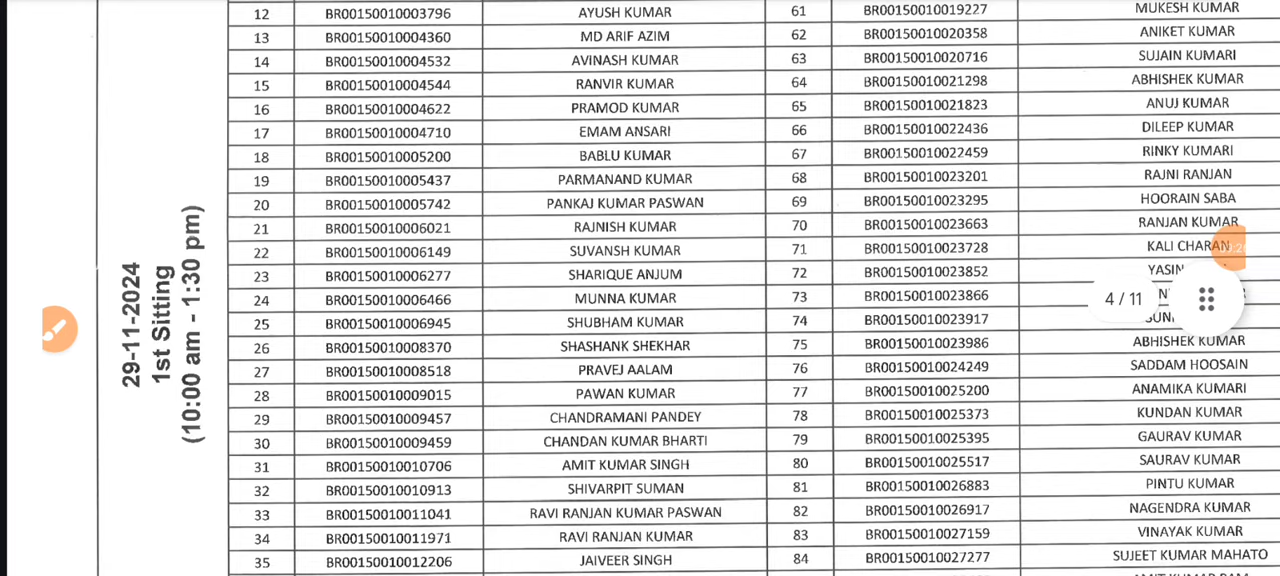 29-11-2024
1st Sitting
(10:00 am - 1:30 pm)
12 BR00150010003796 AYUSH KUMAR 61 BR00150010019227 MUKESH KUMAR
13 BR00150010004360 MD ARIF AZIM 62 BR00150010020358 ANIKET KUMAR
14 BR00150010004532 AVINASH KUMAR 63 BR00150010020716 SUJAIN KUMARI
15 BR00150010004544 RANVIR KUMAR 64 BR00150010021298 ABHISHEK KUMAR
16 BR00150010004622 PRAMOD KUMAR 65 BR00150010021823 ANUJ KUMAR
17 BR00150010004710 EMAM ANSARI 66 BR00150010022436 DILEEP KUMAR
18 BR00150010005200 BABLU KUMAR 67 BR00150010022459 RINKY KUMARI
19 BR00150010005437 PARMANAND KUMAR 68 BR00150010023201 RAJNI RANJAN
20 BR00150010005742 PANKAJ KUMAR PASWAN 69 BR00150010023295 HOORAIN SABA
21 BR00150010006021 RAJNISH KUMAR 70 BR00150010023663 RANJAN KUMAR
22 BR00150010006149 SUVANSH KUMAR 71 BR00150010023728 KALI CHARAN
23 BR00150010006277 SHARIQUE ANJUM 72 BR00150010023852 YASIN
24 BR00150010006466 MUNNA KUMAR 73 BR00150010023866
4 / 11
25 BR00150010006945 SHUBHAM KUMAR 74 BR00150010023917
26 BR00150010008370 SHASHANK SHEKHAR 75 BR00150010023986 ABHISHEK KUMAR
27 BR00150010008518 PRAVEJ AALAM 76 BR00150010024249 SADDAM HOOSAIN
28 BR00150010009015 PAWAN KUMAR 77 BR00150010025200 ANAMIKA KUMARI
29 BR00150010009457 CHANDRAMANI PANDEY 78 BR00150010025373 KUNDAN KUMAR
30 BR00150010009459 CHANDAN KUMAR BHARTI 79 BR00150010025395 GAURAV KUMAR
31 BR00150010010706 AMIT KUMAR SINGH 80 BR00150010025517 SAURAV KUMAR
32 BR00150010010913 SHIVARPIT SUMAN 81 BR00150010026883 PINTU KUMAR
33 BR00150010011041 RAVI RANJAN KUMAR PASWAN 82 BR00150010026917 NAGENDRA KUMAR
34 BR00150010011971 RAVI RANJAN KUMAR 83 BR00150010027159 VINAYAK KUMAR
35 BR00150010012206 JAIVEER SINGH 84 BR00150010027277 SUJEET KUMAR MAHATO